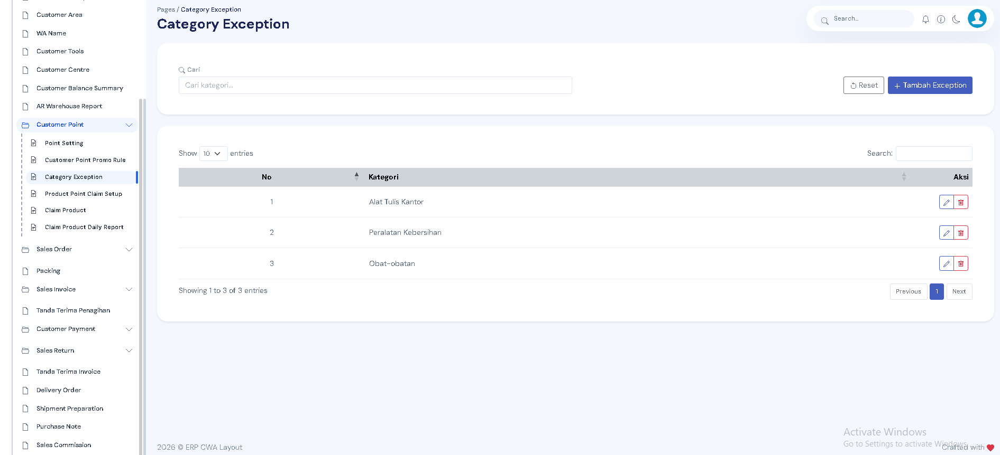 Customer Area
WA Name
Customer Tools
Customer Centre
Customer Balance Summary
AR Warehouse Report
Customer Point
Point Setting
Customer Point Promo Rule
Category Exception
Product Point Claim Setup
Claim Product
Claim Product Daily Report
Sales Order
Packing
Sales Invoice
Tanda Terima Penagihan
Customer Payment
Sales Return
Tanda Terima Invoice
Delivery Order
Shipment Preparation
Purchase Note
Sales Commission
Pages / Category Exception
Category Exception
Search...
Cari
Cari kategori...
Reset
+ Tambah Exception
Show 10 entries
Search:
No Kategori Aksi
1 Alat Tulis Kantor
2 Peralatan Kebersihan
3 Obat-obatan
Showing 1 to 3 of 3 entries
Previous 1 Next
Activate Windows
Go to Settings to activate Windows.
2026 © ERP CWA Layout
Crafted with